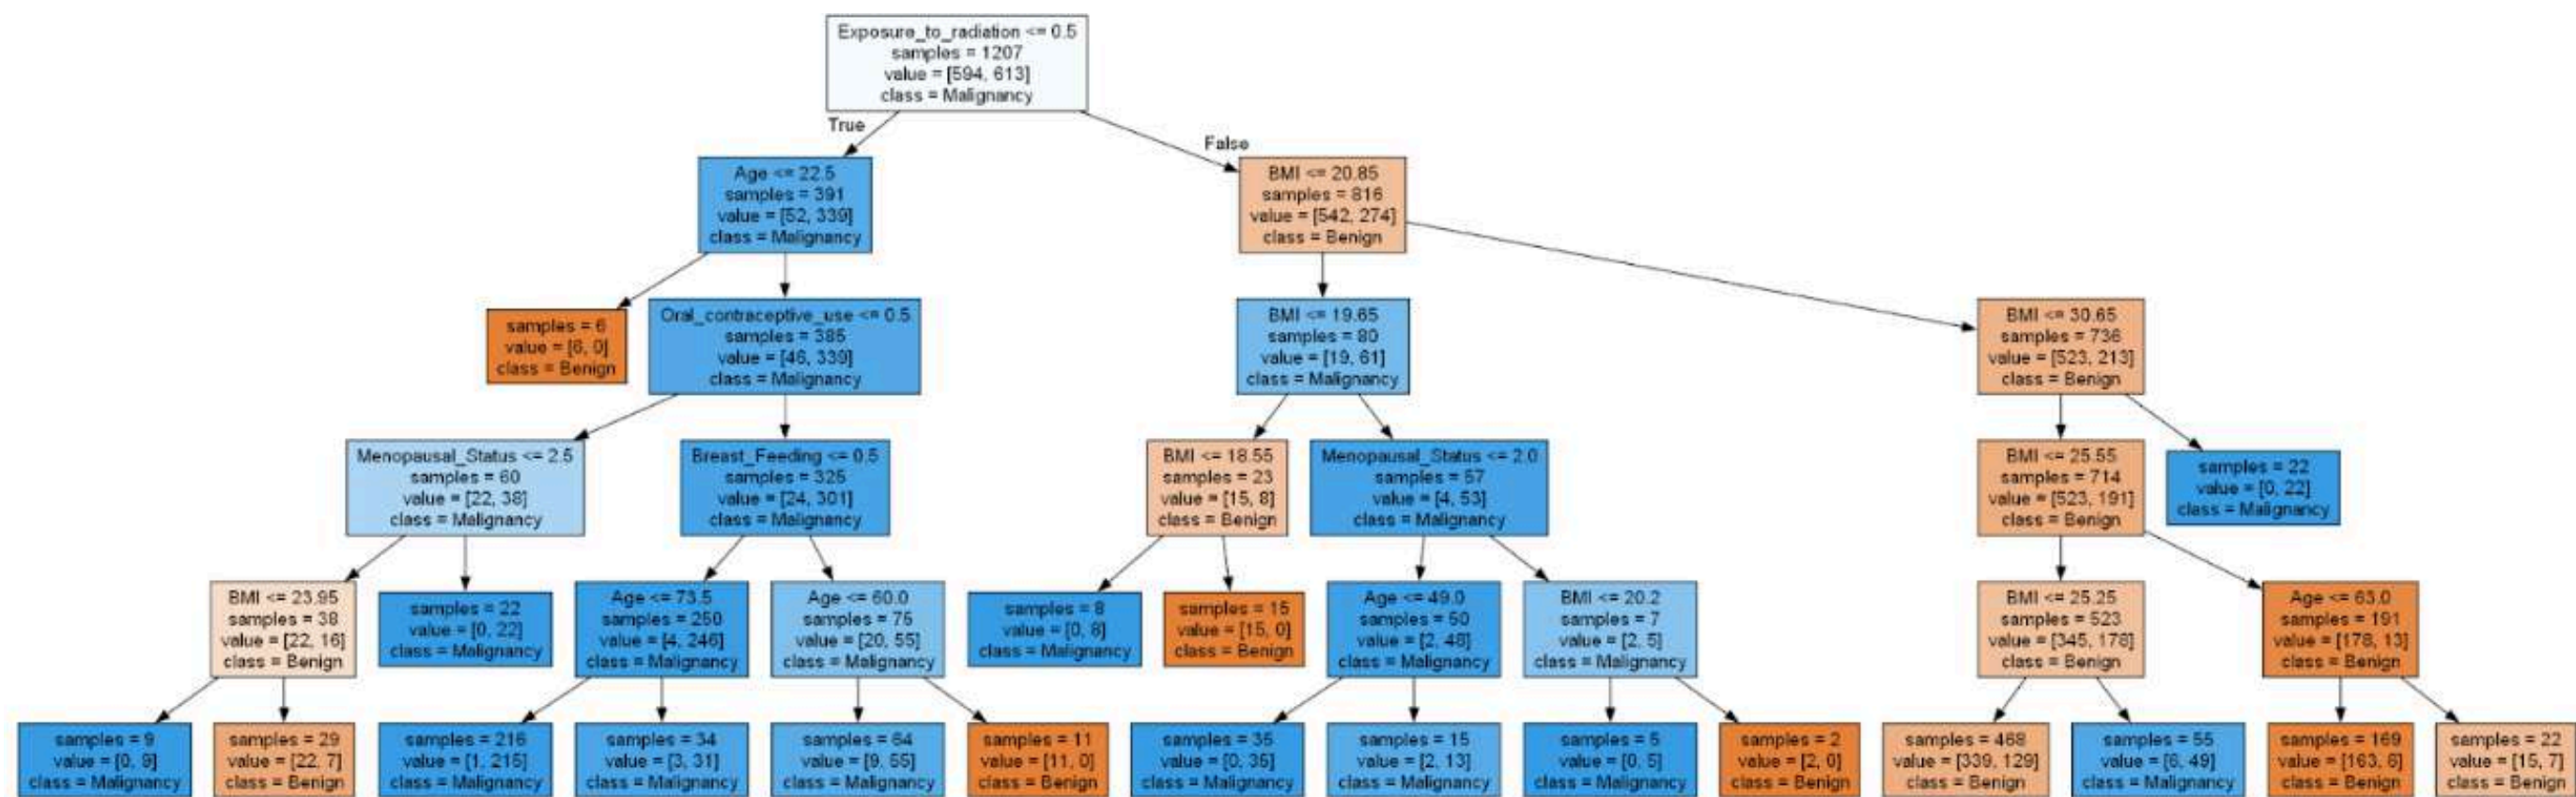 Exposure_to_radiation <= 0.5
samples = 1207
value = [594, 613]
class = Malignancy
True
False
Age <= 22.5
samples = 391
value = [52, 339]
class = Malignancy
BMI <= 20.85
samples = 816
value = [542, 274]
class = Benign
samples = 6
value = [6, 0]
class = Benign
Oral_contraceptive_use <= 0.5
samples = 385
value = [46, 339]
class = Malignancy
BMI <= 19.65
samples = 80
value = [19, 61]
class = Malignancy
BMI <= 30.65
samples = 736
value = [523, 213]
class = Benign
Menopausal_Status <= 2.5
samples = 60
value = [22, 38]
class = Malignancy
Breast_Feeding <= 0.5
samples = 325
value = [24, 301]
class = Malignancy
BMI <= 18.55
samples = 23
value = [15, 8]
class = Benign
Menopausal_Status <= 2.0
samples = 57
value = [4, 53]
class = Malignancy
BMI <= 25.55
samples = 714
value = [523, 191]
class = Benign
samples = 22
value = [0, 22]
class = Malignancy
BMI <= 23.95
samples = 38
value = [22, 16]
class = Benign
samples = 22
value = [0, 22]
class = Malignancy
Age <= 73.5
samples = 250
value = [4, 246]
class = Malignancy
Age <= 60.0
samples = 75
value = [20, 55]
class = Malignancy
samples = 8
value = [0, 8]
class = Malignancy
samples = 15
value = [15, 0]
class = Benign
Age <= 49.0
samples = 50
value = [2, 48]
class = Malignancy
BMI <= 20.2
samples = 7
value = [2, 5]
class = Malignancy
BMI <= 25.25
samples = 523
value = [345, 178]
class = Benign
Age <= 63.0
samples = 191
value = [178, 13]
class = Benign
samples = 9
value = [0, 9]
class = Malignancy
samples = 29
value = [22, 7]
class = Benign
samples = 216
value = [1, 215]
class = Malignancy
samples = 34
value = [3, 31]
class = Malignancy
samples = 64
value = [9, 55]
class = Malignancy
samples = 11
value = [11, 0]
class = Benign
samples = 35
value = [0, 35]
class = Malignancy
samples = 15
value = [2, 13]
class = Malignancy
samples = 5
value = [0, 5]
class = Malignancy
samples = 2
value = [2, 0]
class = Benign
samples = 468
value = [339, 129]
class = Benign
samples = 55
value = [6, 49]
class = Malignancy
samples = 169
value = [163, 6]
class = Benign
samples = 22
value = [15, 7]
class = Benign